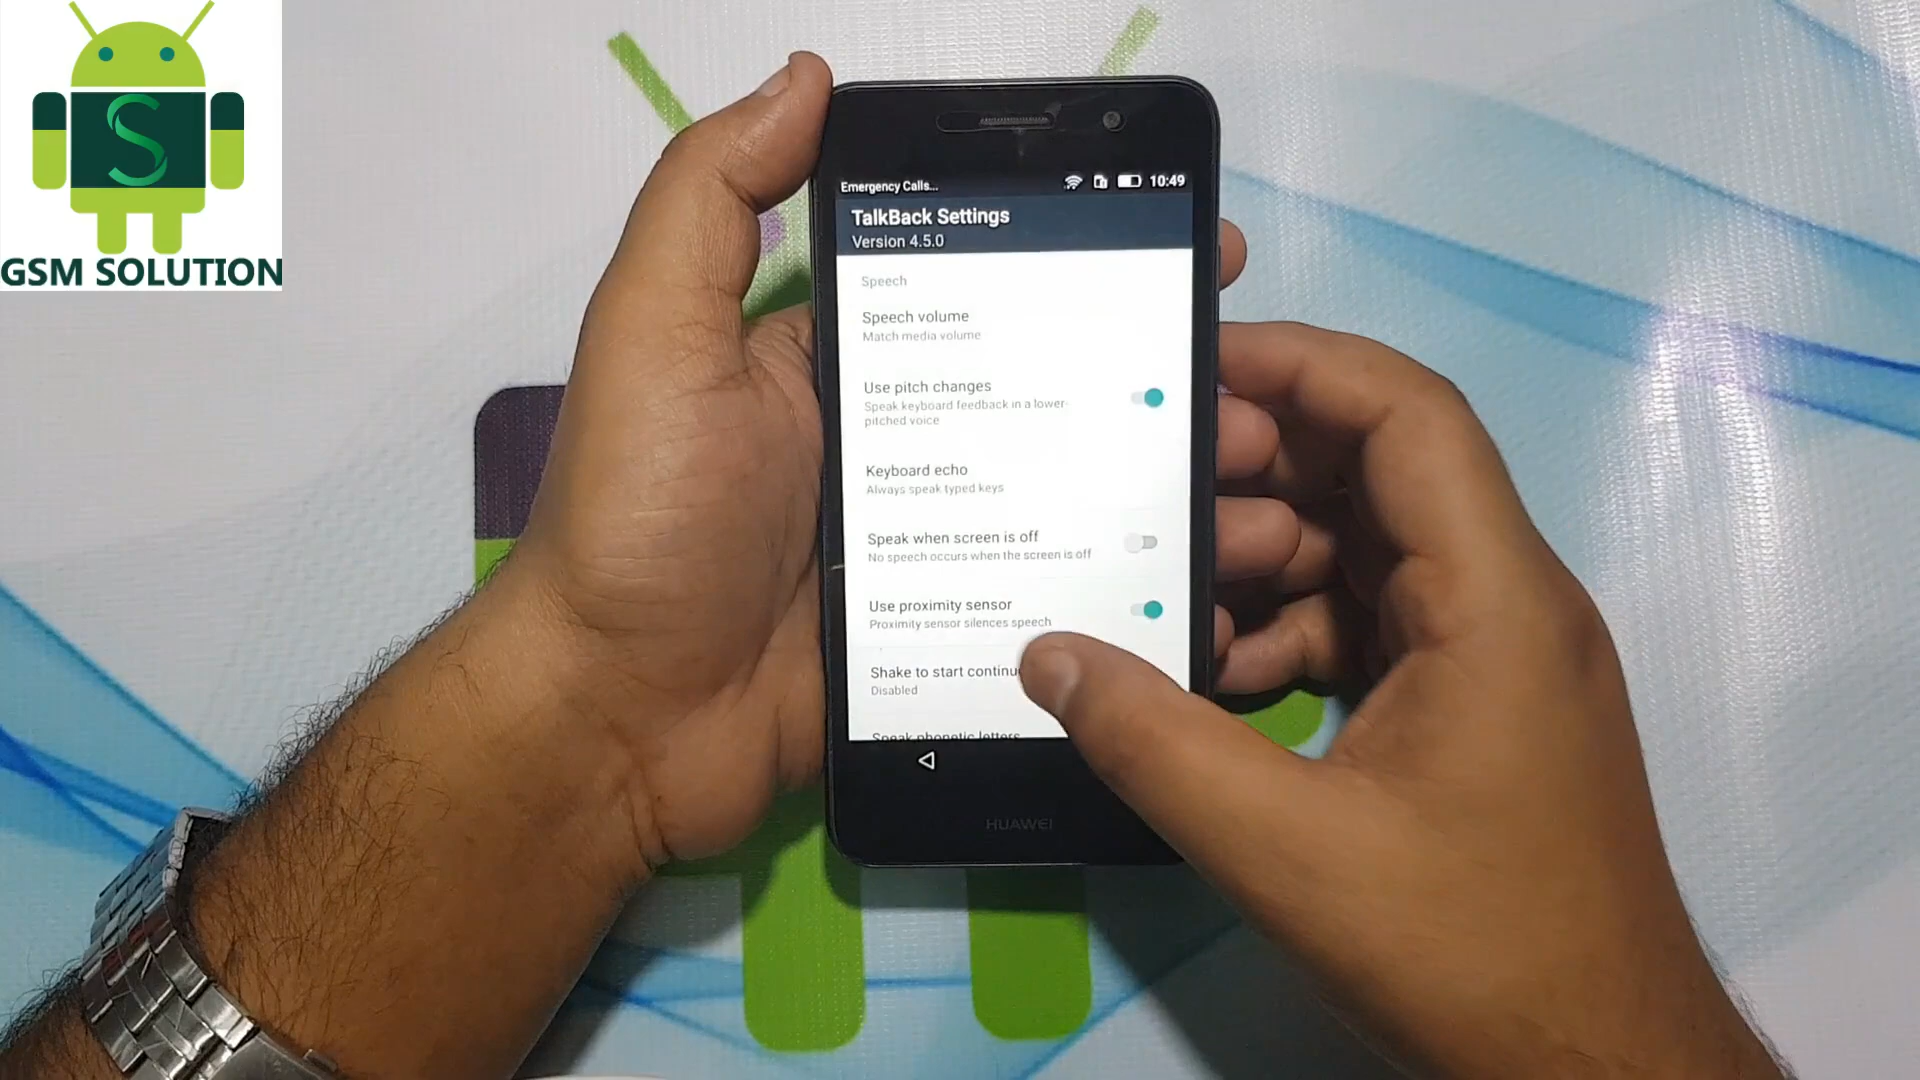 S
GSM SOLUTION
Emergency Calls...
10:49
TalkBack Settings
Version 4.5.0
Speech
Speech volume
Match media volume
Use pitch changes
Speak keyboard feedback in a lower-
pitched voice
Keyboard echo
Always speak typed keys
Speak when screen is off
No speech occurs when the screen is off
Use proximity sensor
Proximity sensor silences speech
Shake to start continu
Disabled
Speak phonetic letters
HUAWEI